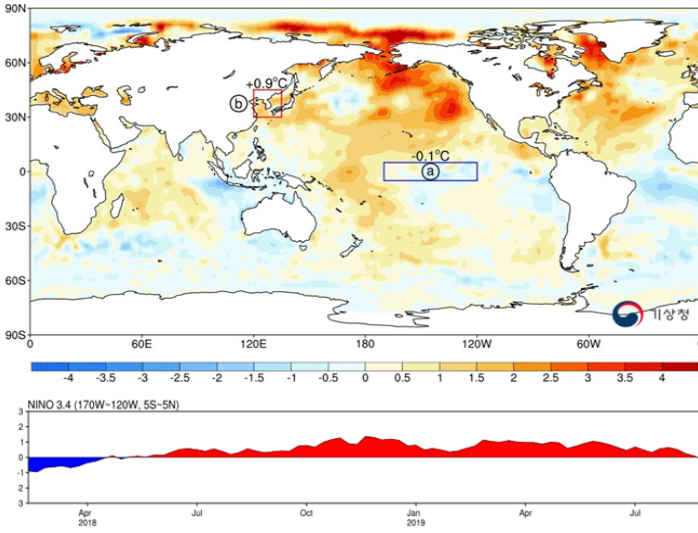 90N
60N
30N
0
30S
60S
90S
+0.9°C
ⓑ
-0.1°C
ⓐ
기상청
0 60E 120E 180 120W 60W
-4 -3.5 -3 -2.5 -2 -1.5 -1 -0.5 0 0.5 1 1.5 2 2.5 3 3.5 4
NINO 3.4 (170W~120W, 5S~5N)
3
2
1
0
-1
-2
3
Apr Jul Oct Jan Apr Jul
2018 2019